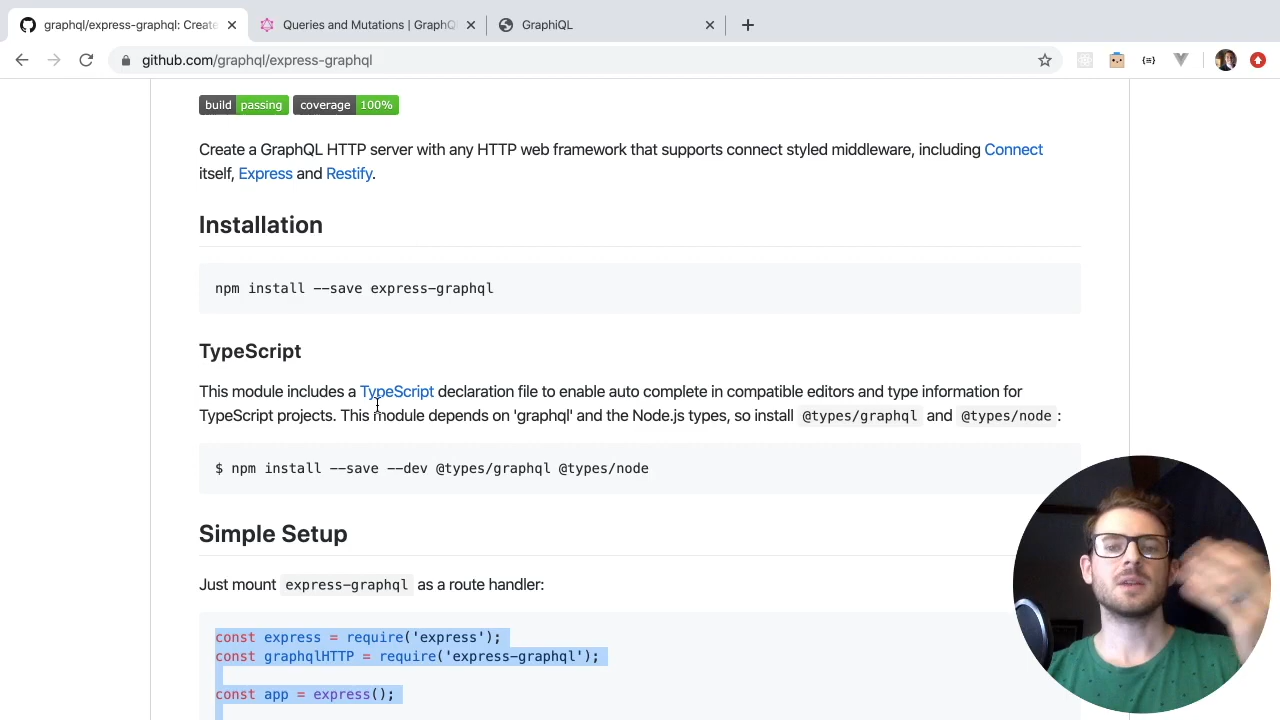 graphql/express-graphql: Create
Queries and Mutations | GraphQ
GraphiQL
github.com/graphql/express-graphql
build passing coverage 100%
Create a GraphQL HTTP server with any HTTP web framework that supports connect styled middleware, including Connect
itself, Express and Restify.
Installation
npm install --save express-graphql
TypeScript
This module includes a TypeScript declaration file to enable auto complete in compatible editors and type information for
TypeScript projects. This module depends on 'graphql' and the Node.js types, so install @types/graphql and @types/node :
$ npm install --save --dev @types/graphql @types/node
Simple Setup
Just mount express-graphql as a route handler:
const express = require('express');
const graphqlHTTP = require('express-graphql');
const app = express();